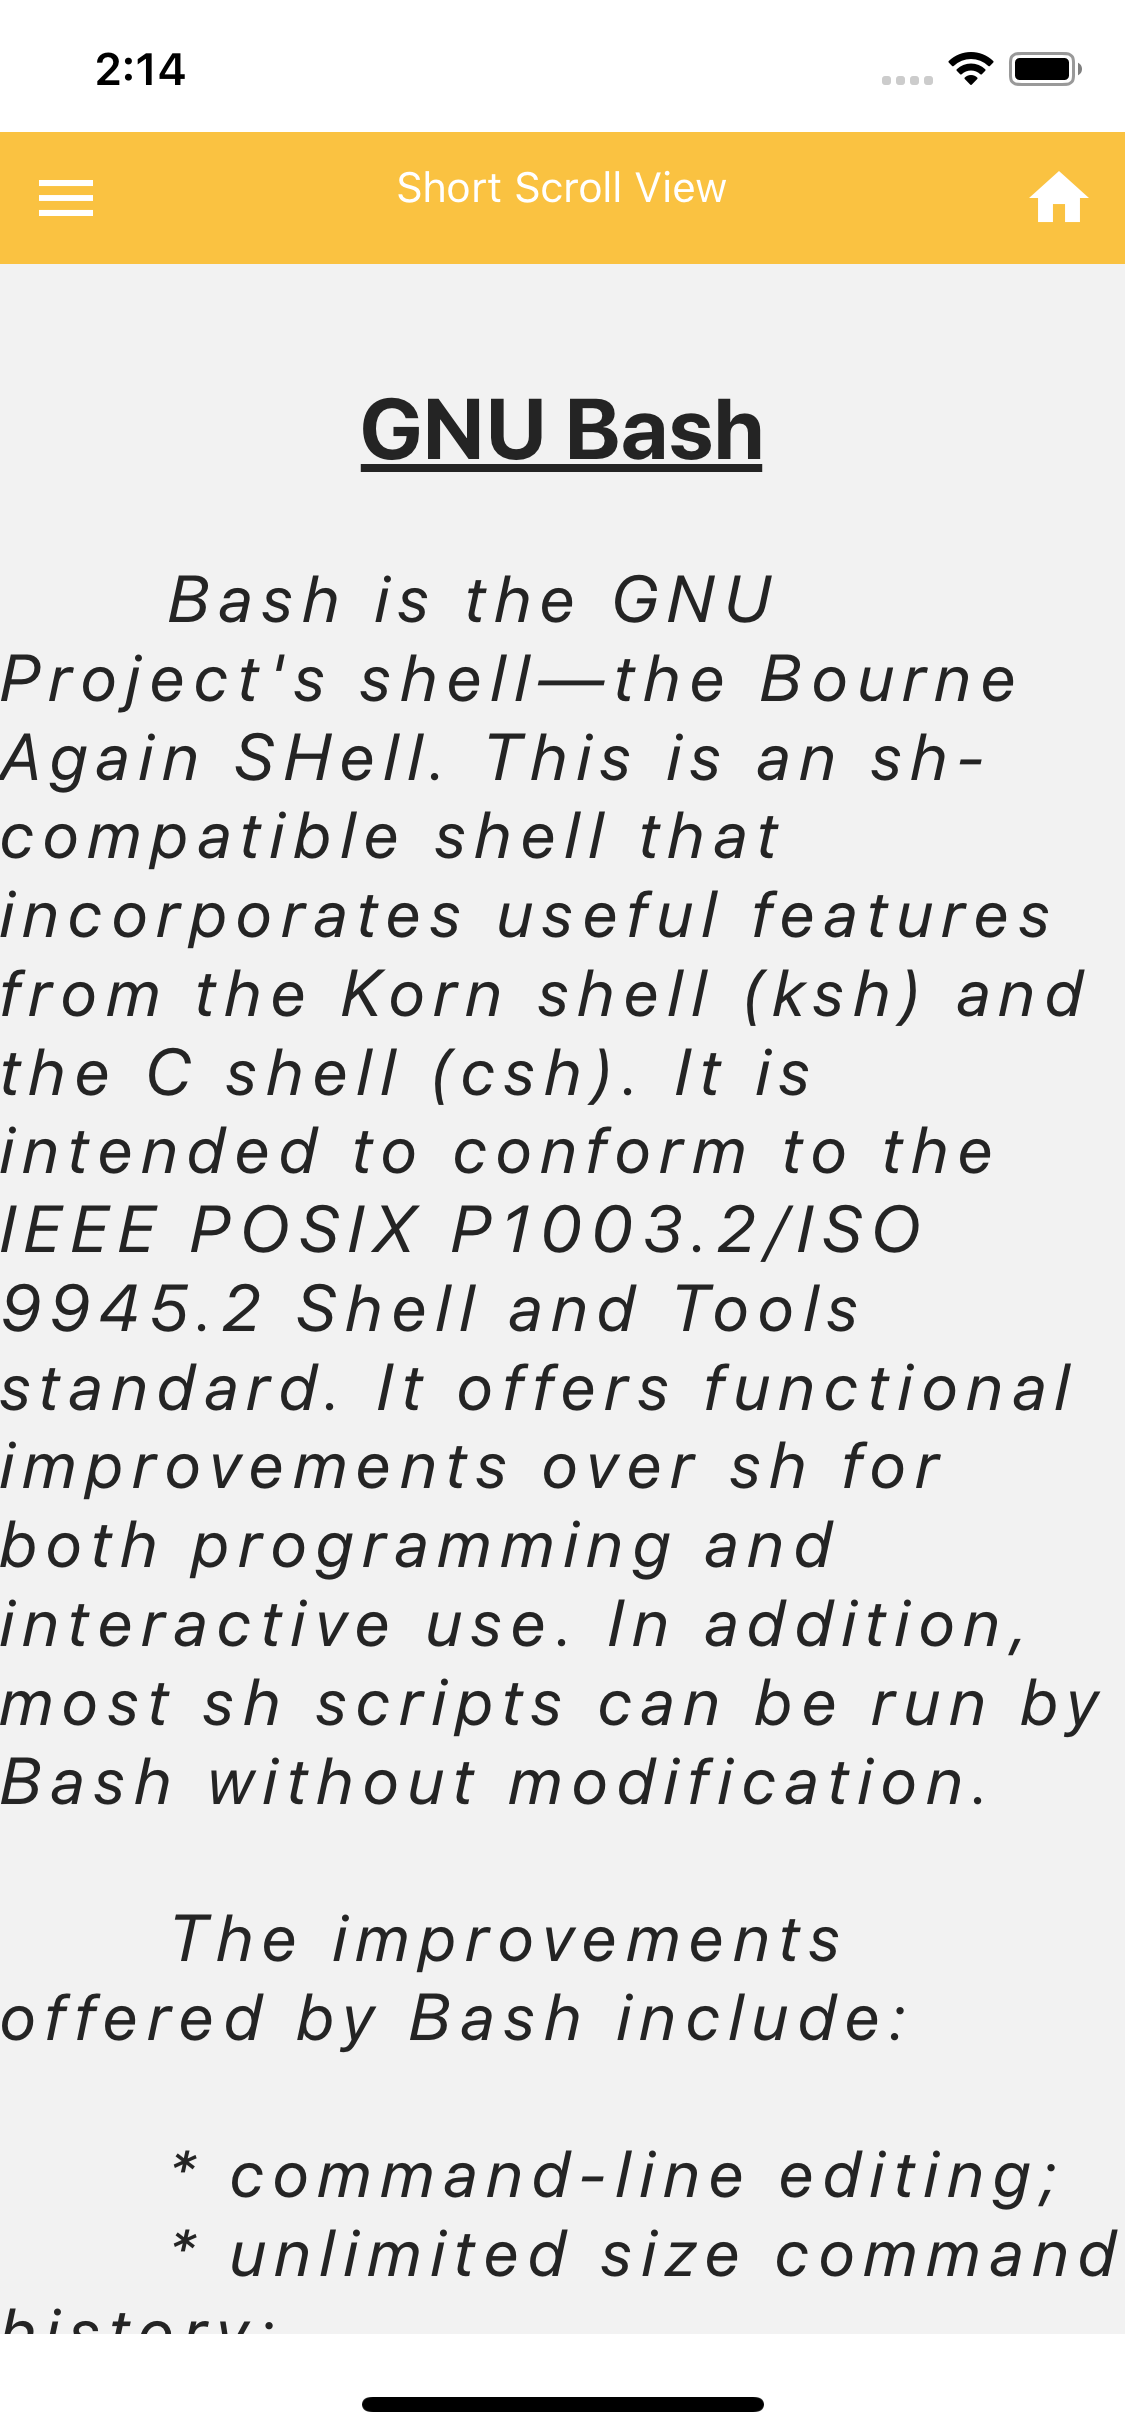 2:14
Short Scroll View
GNU Bash
Bash is the GNU
Project's shell—the Bourne
Again SHell. This is an sh-
compatible shell that
incorporates useful features
from the Korn shell (ksh) and
the C shell (csh). It is
intended to conform to the
IEEE POSIX P1003.2/ISO
9945.2 Shell and Tools
standard. It offers functional
improvements over sh for
both programming and
interactive use. In addition,
most sh scripts can be run by
Bash without modification.
The improvements
offered by Bash include:
* command-line editing;
* unlimited size command
history;